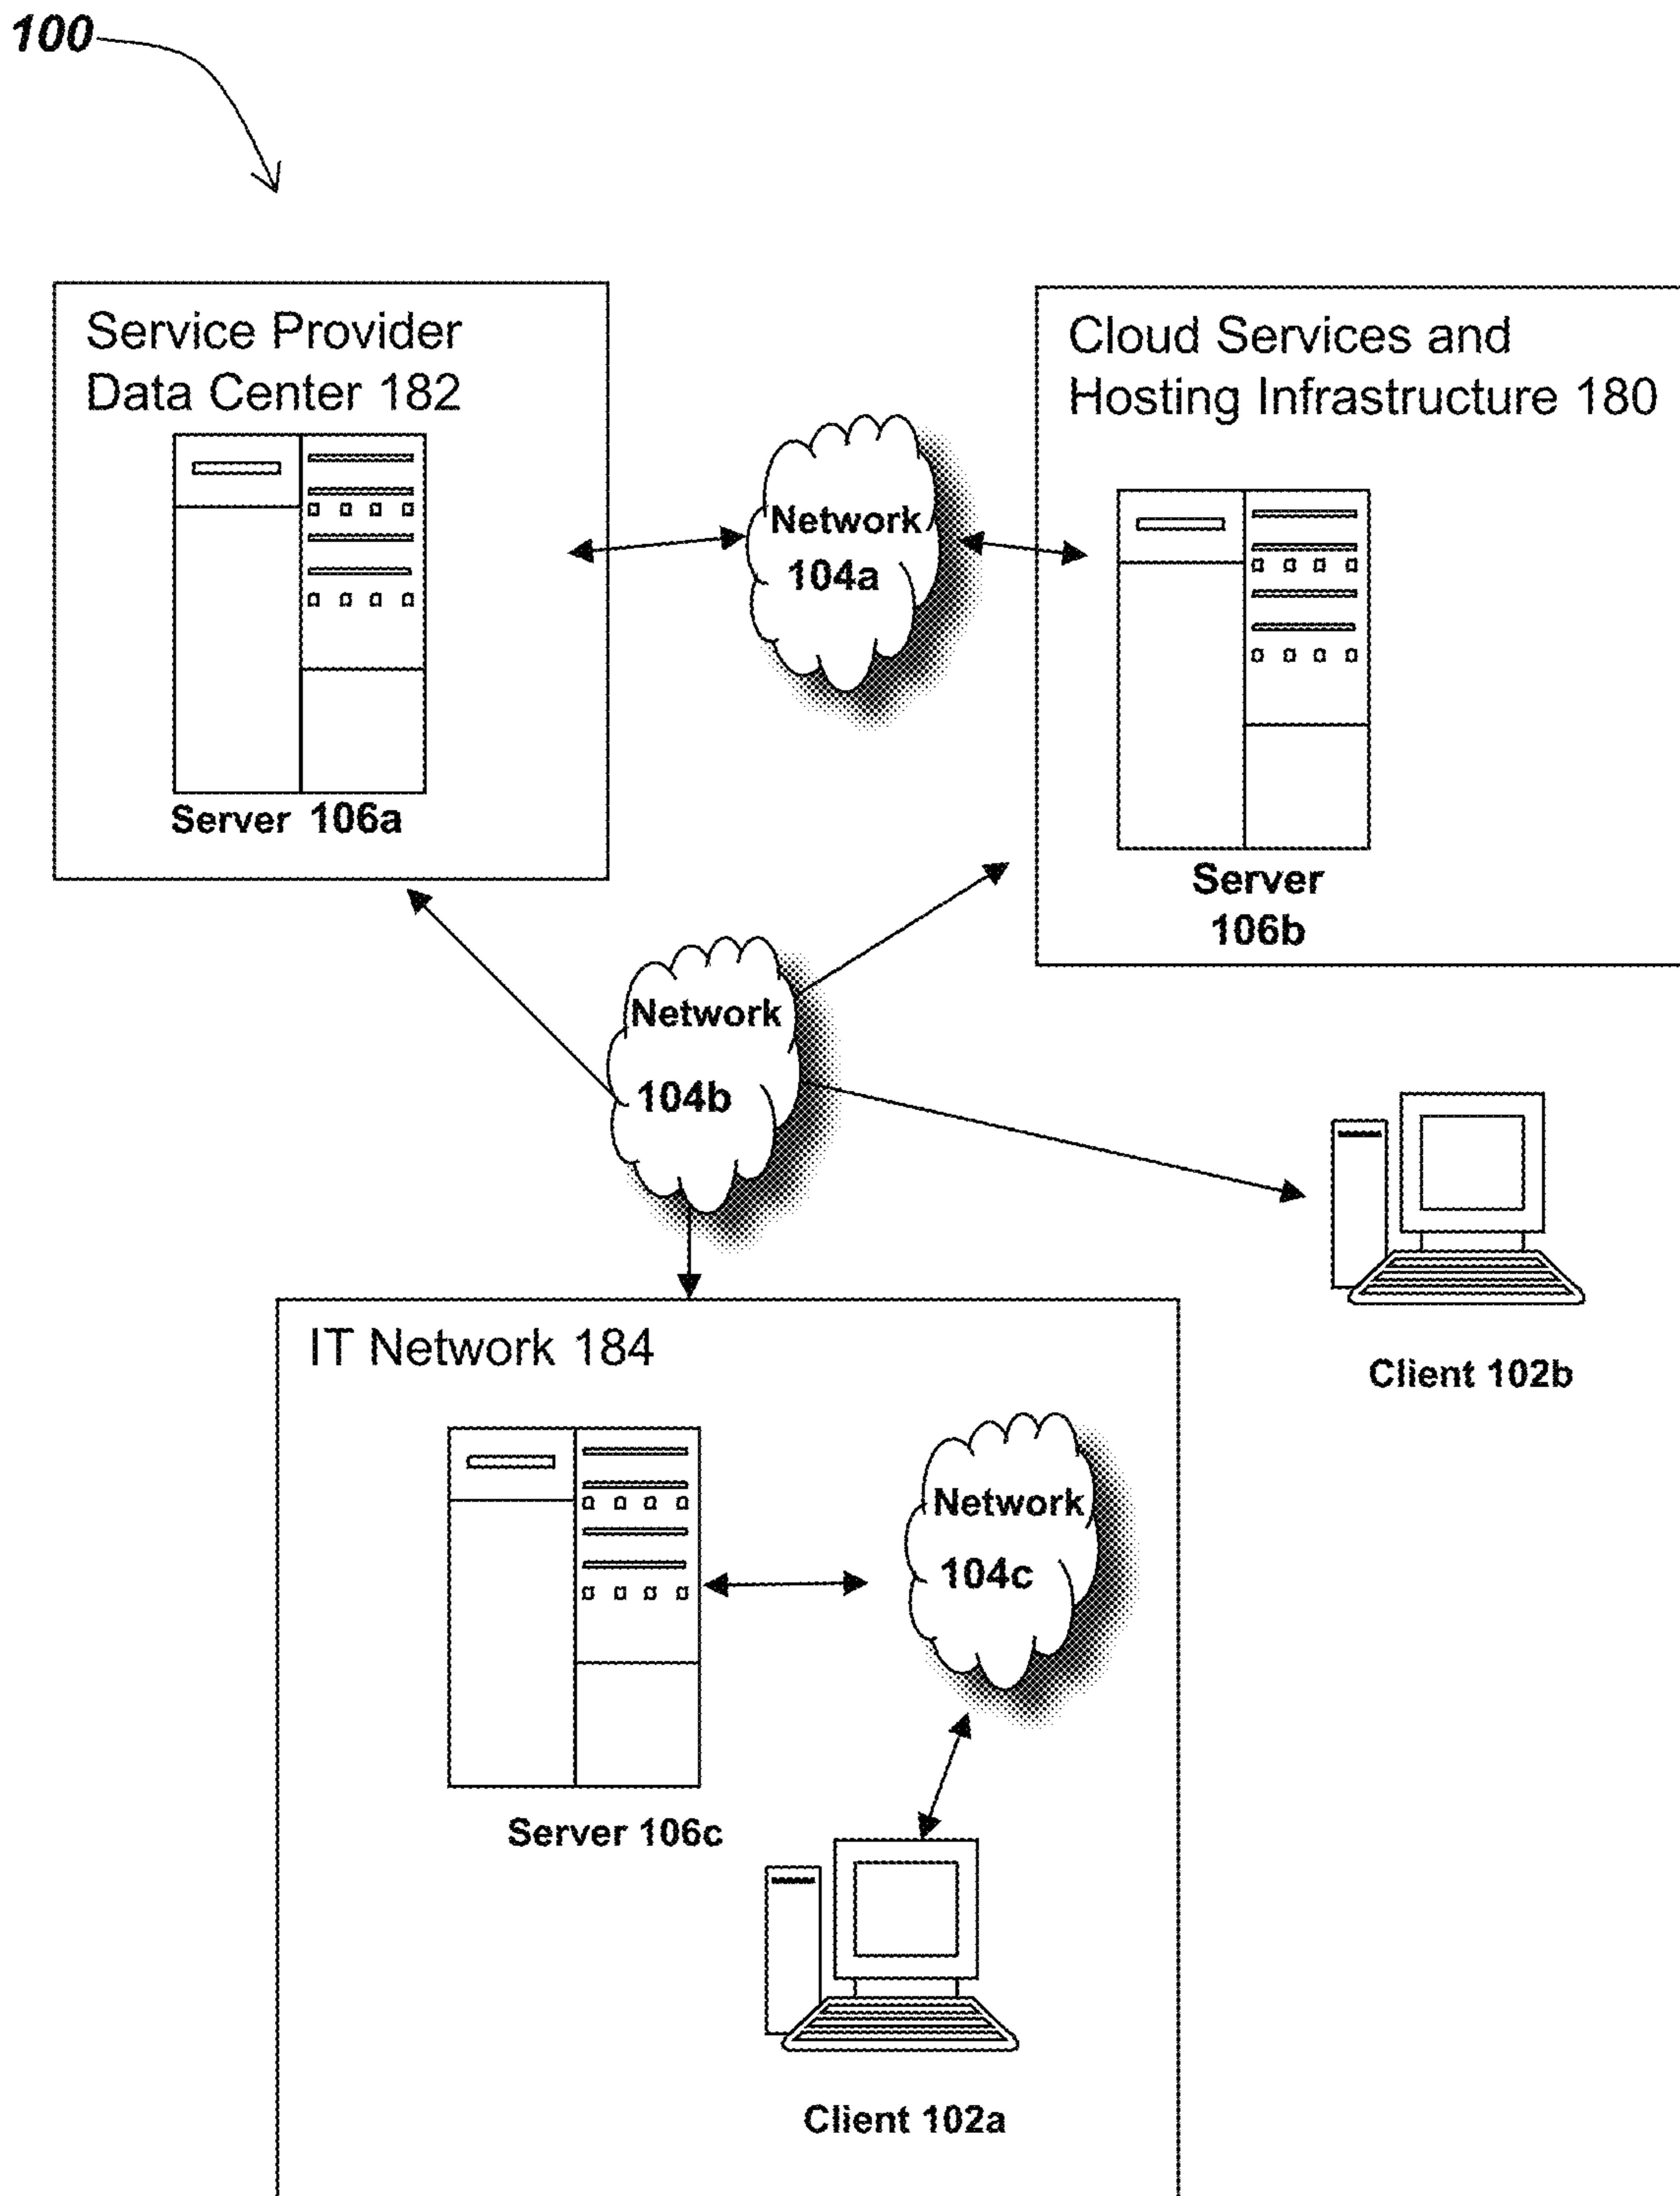 100
Service Provider
Data Center 182
Server 106a
Network
104a
Cloud Services and
Hosting Infrastructure 180
Server
106b
Network
104b
Client 102b
IT Network 184
Server 106c
Network
104c
Client 102a